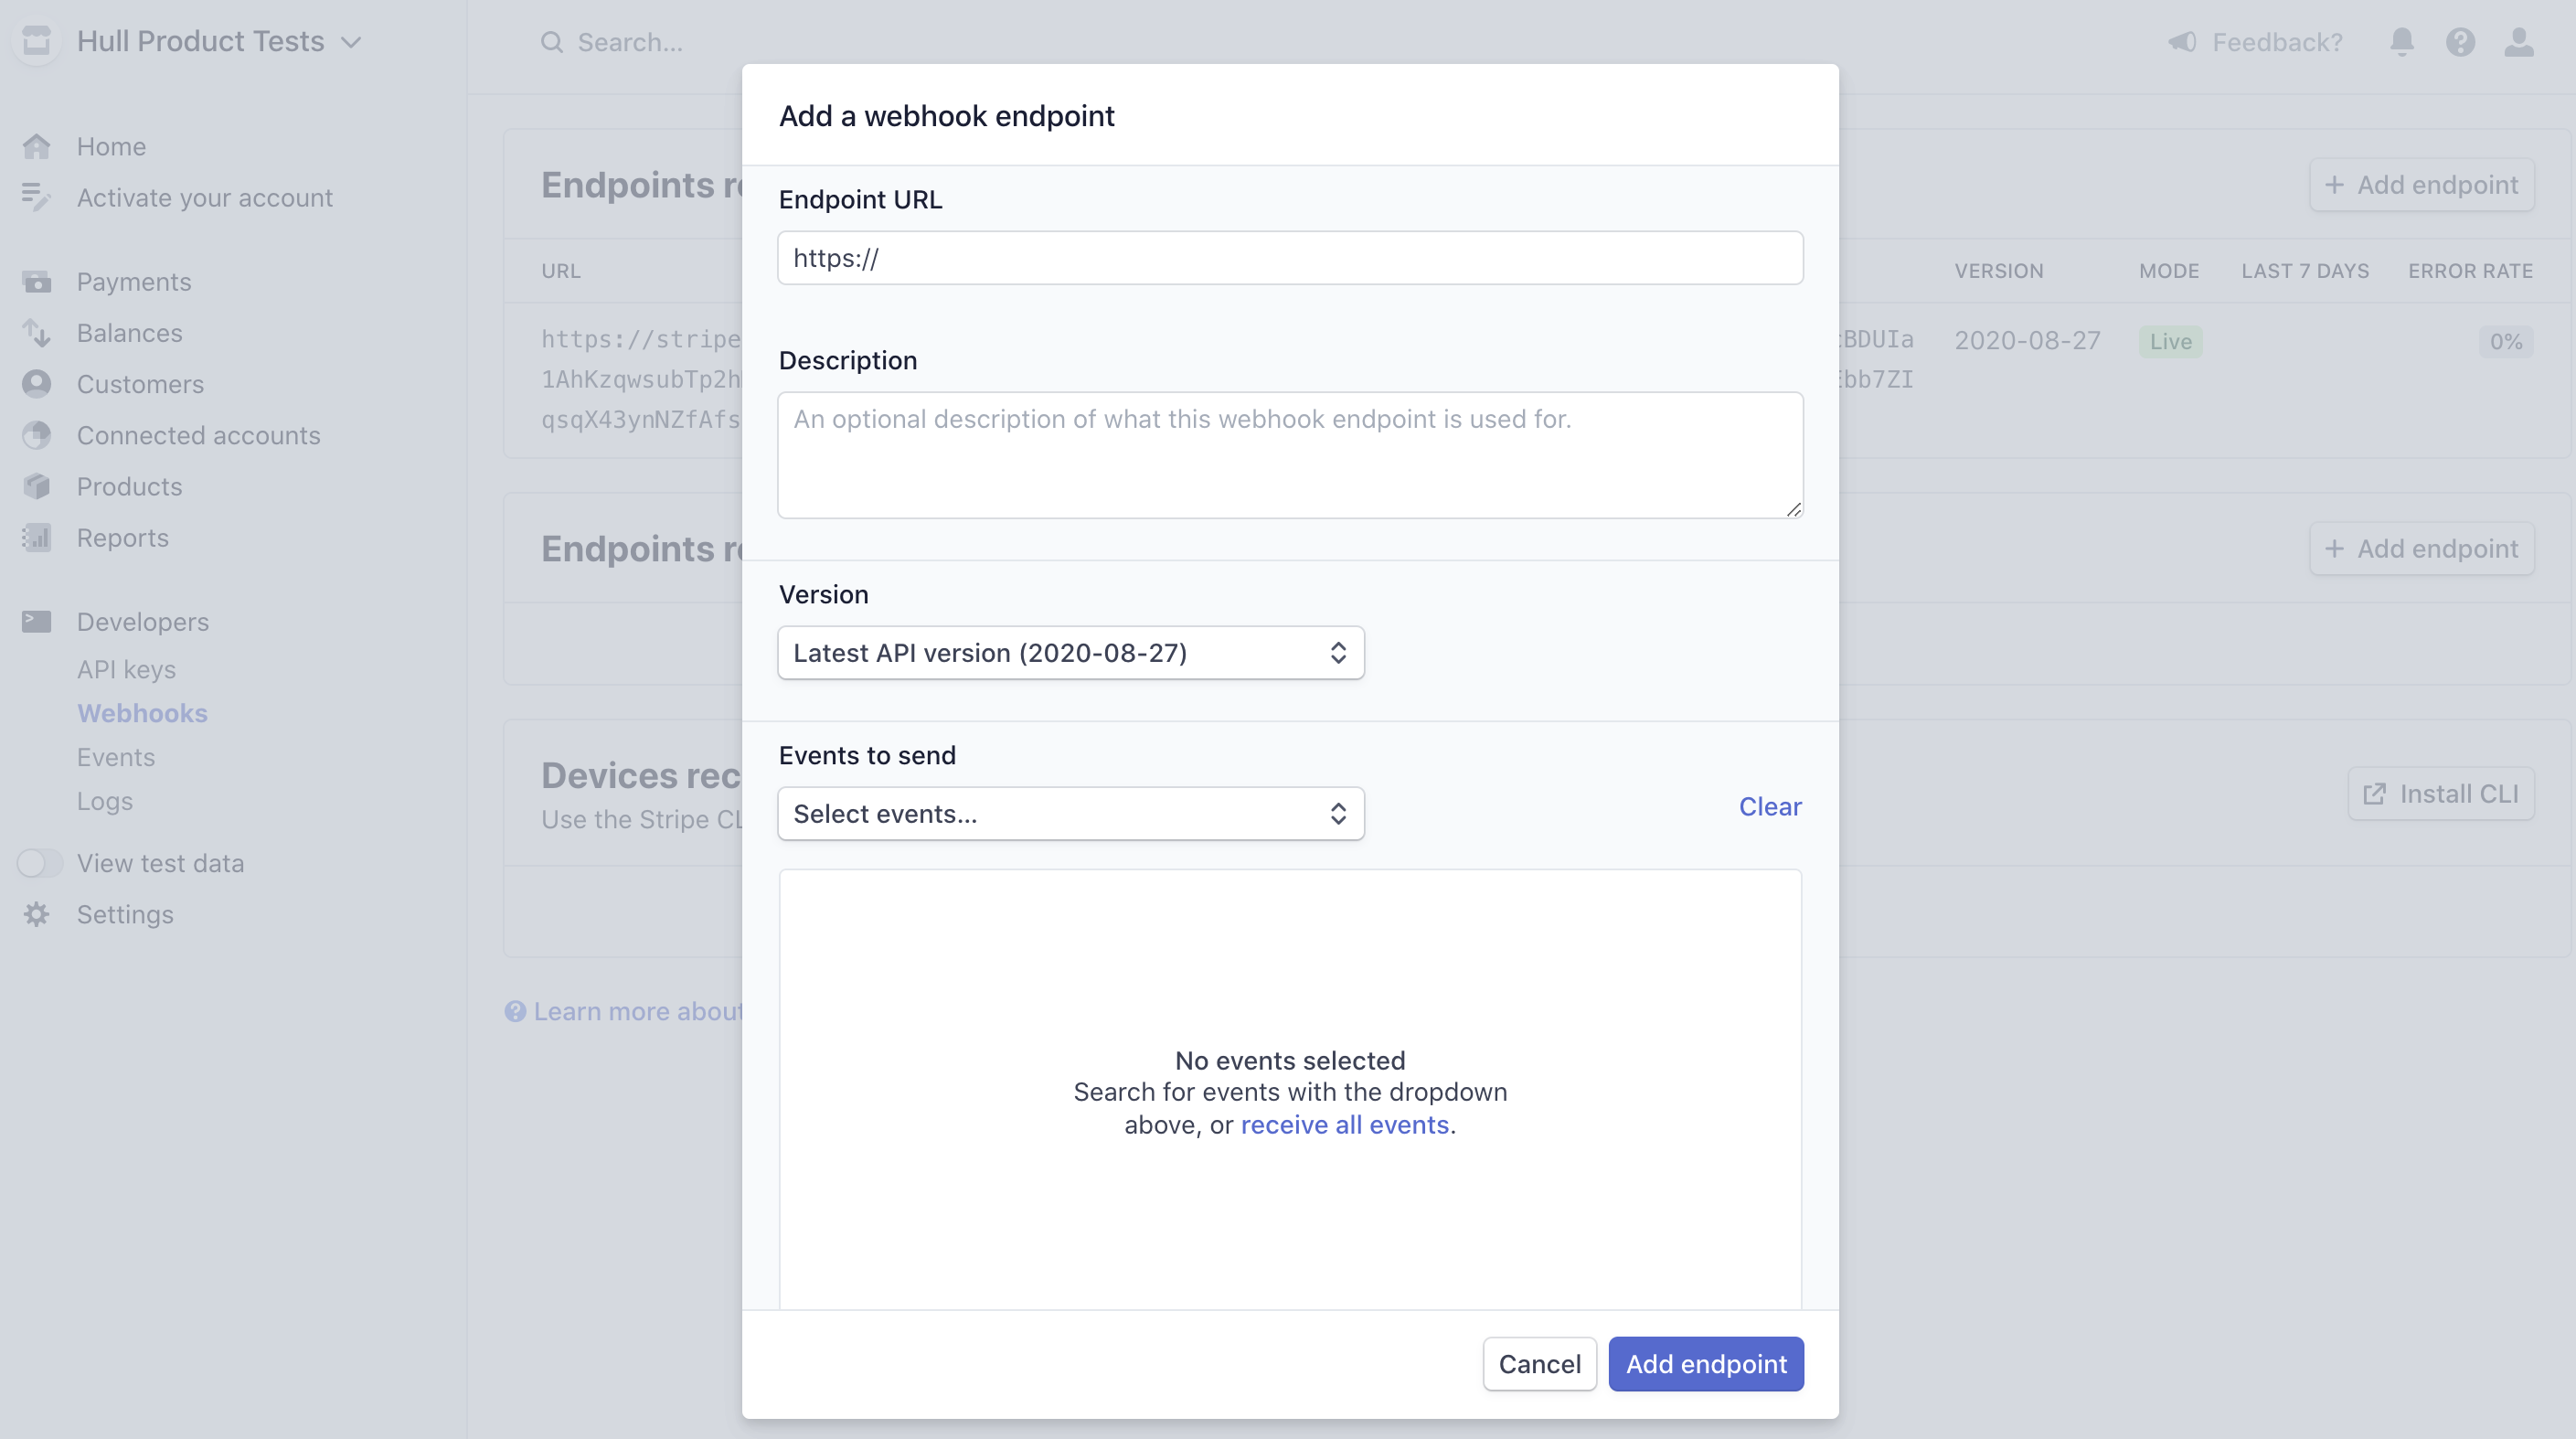 Hull Product Tests
Search...
Feedback?
Home
Activate your account
Payments
Balances
Customers
Connected accounts
Products
Reports
Developers
API keys
Webhooks
Events
Logs
View test data
Settings
Endpoints
Add endpoint
URL
VERSION
MODE
LAST 7 DAYS
ERROR RATE
https://stripe
BDUIa
2020-08-27
Live
0%
1AhKzqwsubTp2h
bb7ZI
qsqX43ynNZfAfs
Endpoints
Add endpoint
Devices rec
Use the Stripe CL
Install CLI
Learn more about
Add a webhook endpoint
Endpoint URL
https://
Description
An optional description of what this webhook endpoint is used for.
Version
Latest API version (2020-08-27)
Events to send
Select events...
Clear
No events selected
Search for events with the dropdown
above, or receive all events.
Cancel
Add endpoint